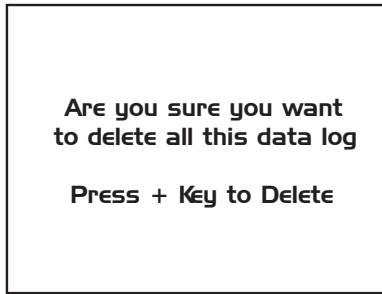 Are you sure you want
to delete all this data log
Press + Key to Delete